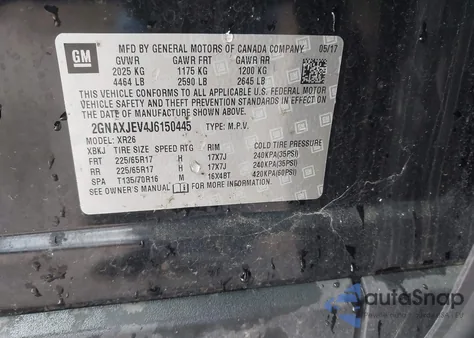 GM
MFD BY GENERAL MOTORS OF CANADA COMPANY 05/17
GVWR GAWR FRT GAWR RR
2025 KG 1175 KG 1200 KG
4464 LB 2590 LB 2645 LB
THIS VEHICLE CONFORMS TO ALL APPLICABLE U.S. FEDERAL MOTOR
VEHICLE SAFETY AND THEFT PREVENTION STANDARDS IN EFFECT ON
THE DATE OF MANUFACTURE SHOWN ABOVE.
2GNAXJEV4J6150445 TYPE: M.P.V.
MODEL: XR26
XBKJ TIRE SIZE SPEED RTG RIM COLD TIRE PRESSURE
FRT 225/65R17 H 17X7J 240KPA(35PSI)
RR 225/65R17 H 17X7J 240KPA(35PSI)
SPA T135/70R16 M 16X4BT 420KPA(60PSI)
SEE OWNER'S MANUAL FOR MORE INFORMATION.
autoSnap